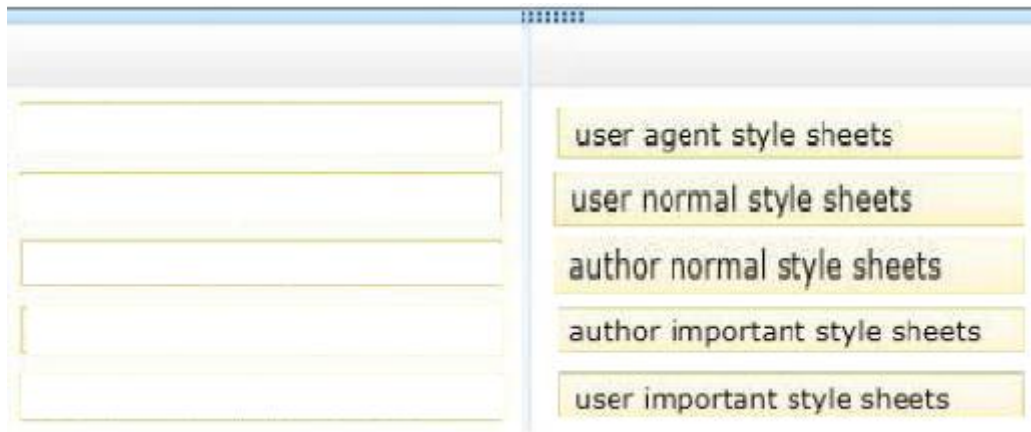 user agent style sheets
user normal style sheets
author normal style sheets
author important style sheets
user important style sheets